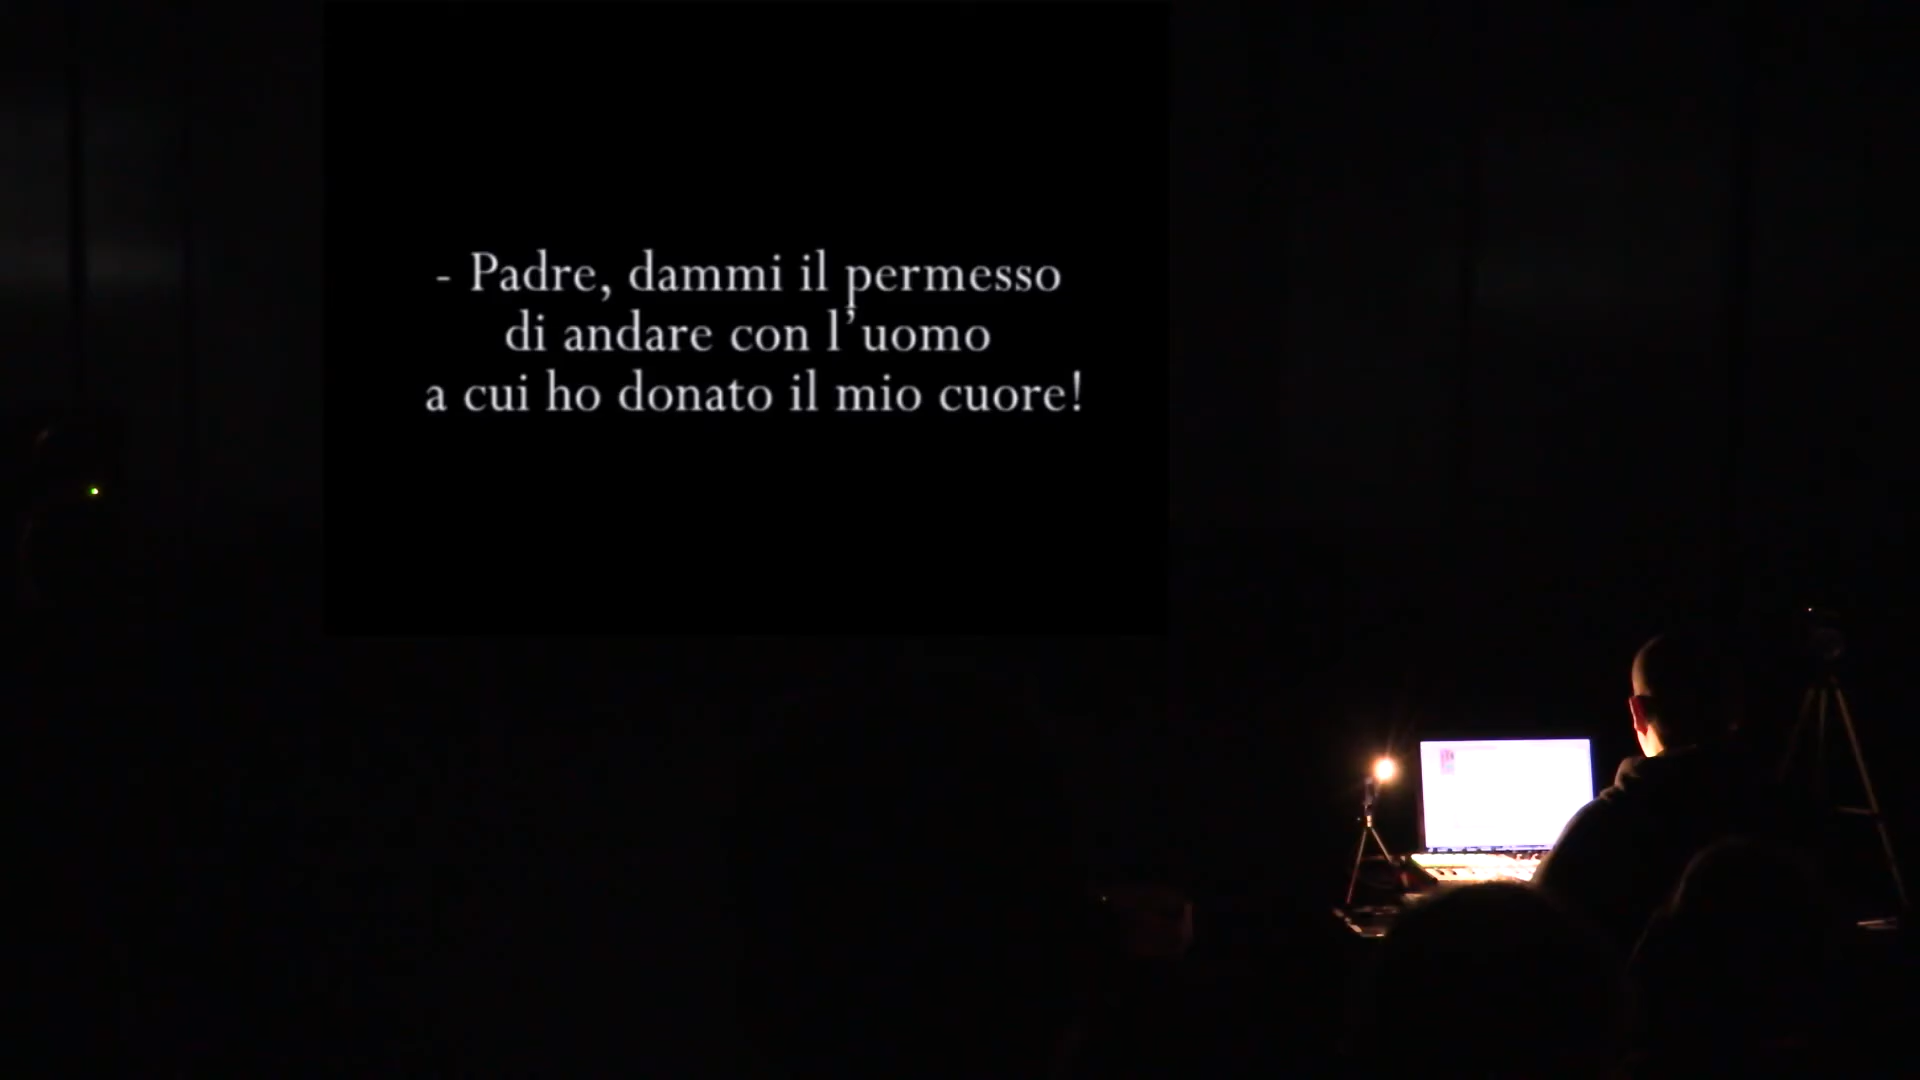 - Padre, dammi il permesso
di andare con l'uomo
a cui ho donato il mio cuore!